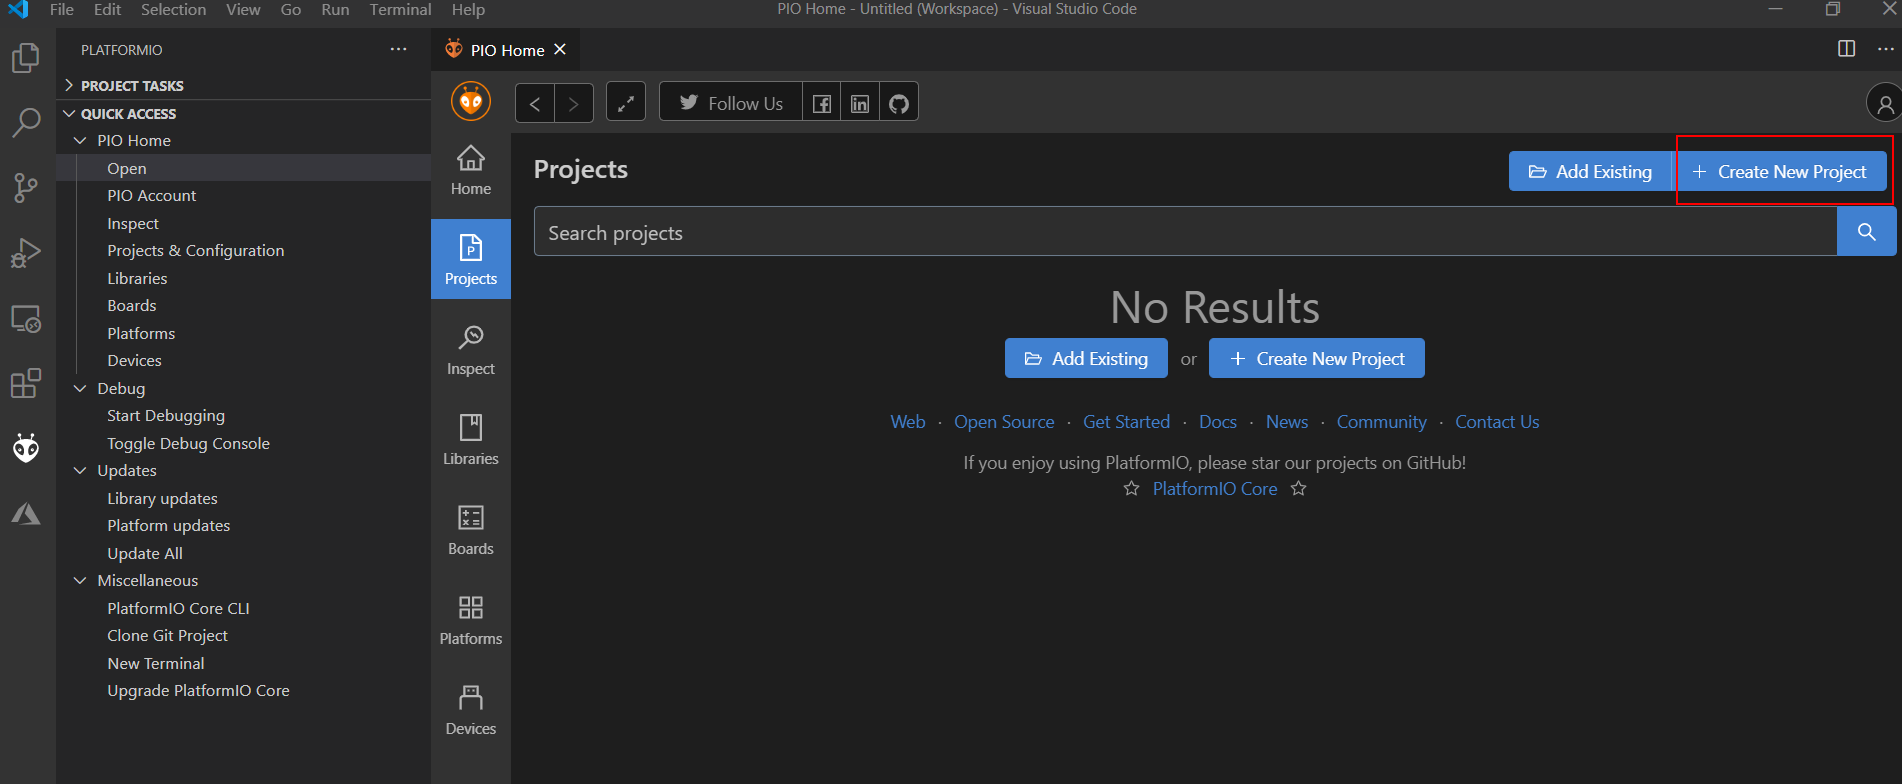 File Edit Selection View Go Run Terminal Help
PIO Home - Untitled (Workspace) - Visual Studio Code
PLATFORMIO
PROJECT TASKS
QUICK ACCESS
PIO Home
Open
PIO Account
Inspect
Projects & Configuration
Libraries
Boards
Platforms
Devices
Debug
Start Debugging
Toggle Debug Console
Updates
Library updates
Platform updates
Update All
Miscellaneous
PlatformIO Core CLI
Clone Git Project
New Terminal
Upgrade PlatformIO Core
PIO Home
Follow Us
Home
Projects
Inspect
Libraries
Boards
Platforms
Devices
Projects
Add Existing
Create New Project
Search projects
No Results
Add Existing or Create New Project
Web · Open Source · Get Started · Docs · News · Community · Contact Us
If you enjoy using PlatformIO, please star our projects on GitHub!
PlatformIO Core